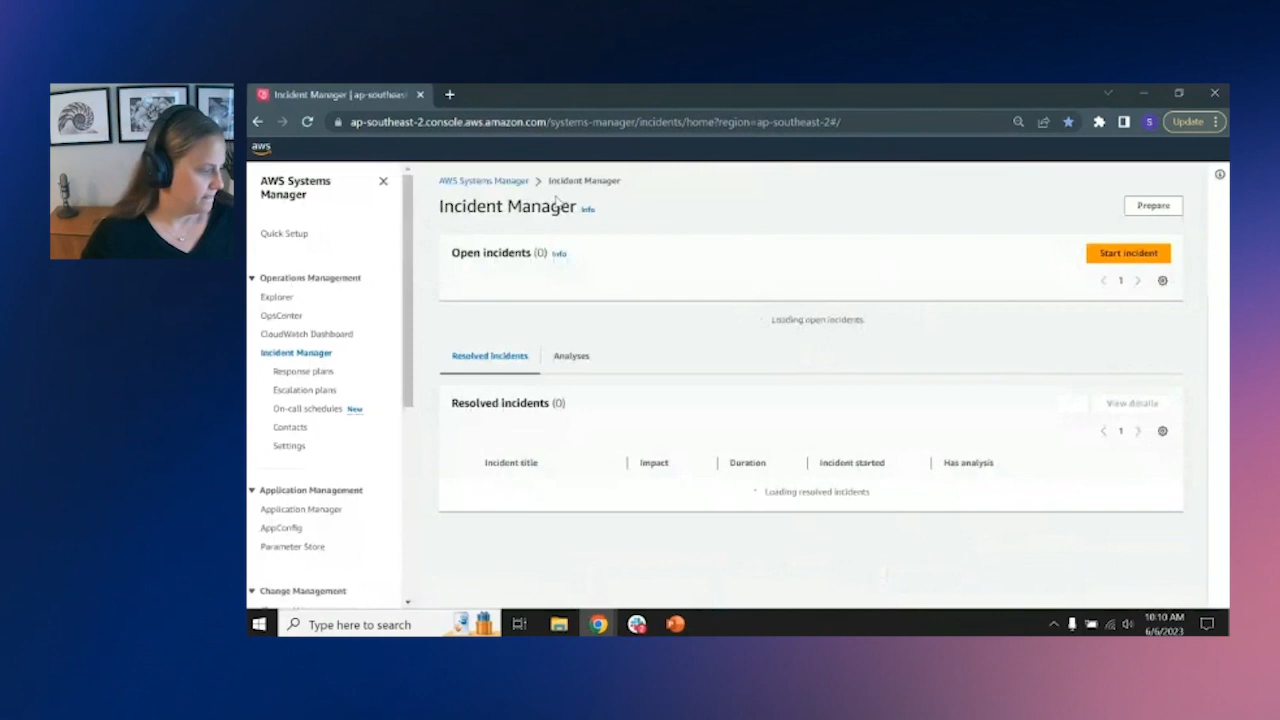 Incident Manager | ap-southeas
ap-southeast-2.console.aws.amazon.com/systems-manager/incidents/home?region=ap-southeast-2#/
S
Update
aws
AWS Systems Manager
Quick Setup
Operations Management
Explorer
OpsCenter
CloudWatch Dashboard
Incident Manager
Response plans
Escalation plans
On-call schedules New
Contacts
Settings
Application Management
Application Manager
AppConfig
Parameter Store
Change Management
AWS Systems Manager > Incident Manager
Incident Manager Info
Prepare
Open incidents (0) Info
Start incident
1
Loading open incidents.
Resolved incidents
Analyses
Resolved incidents (0)
View details
1
Incident title
Impact
Duration
Incident started
Has analysis
Loading resolved incidents
Type here to search
10:10 AM
6/6/2023